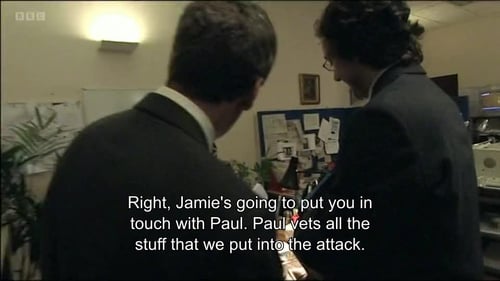 BBC
Right, Jamie's going to put you in
touch with Paul. Paul vets all the
stuff that we put into the attack.